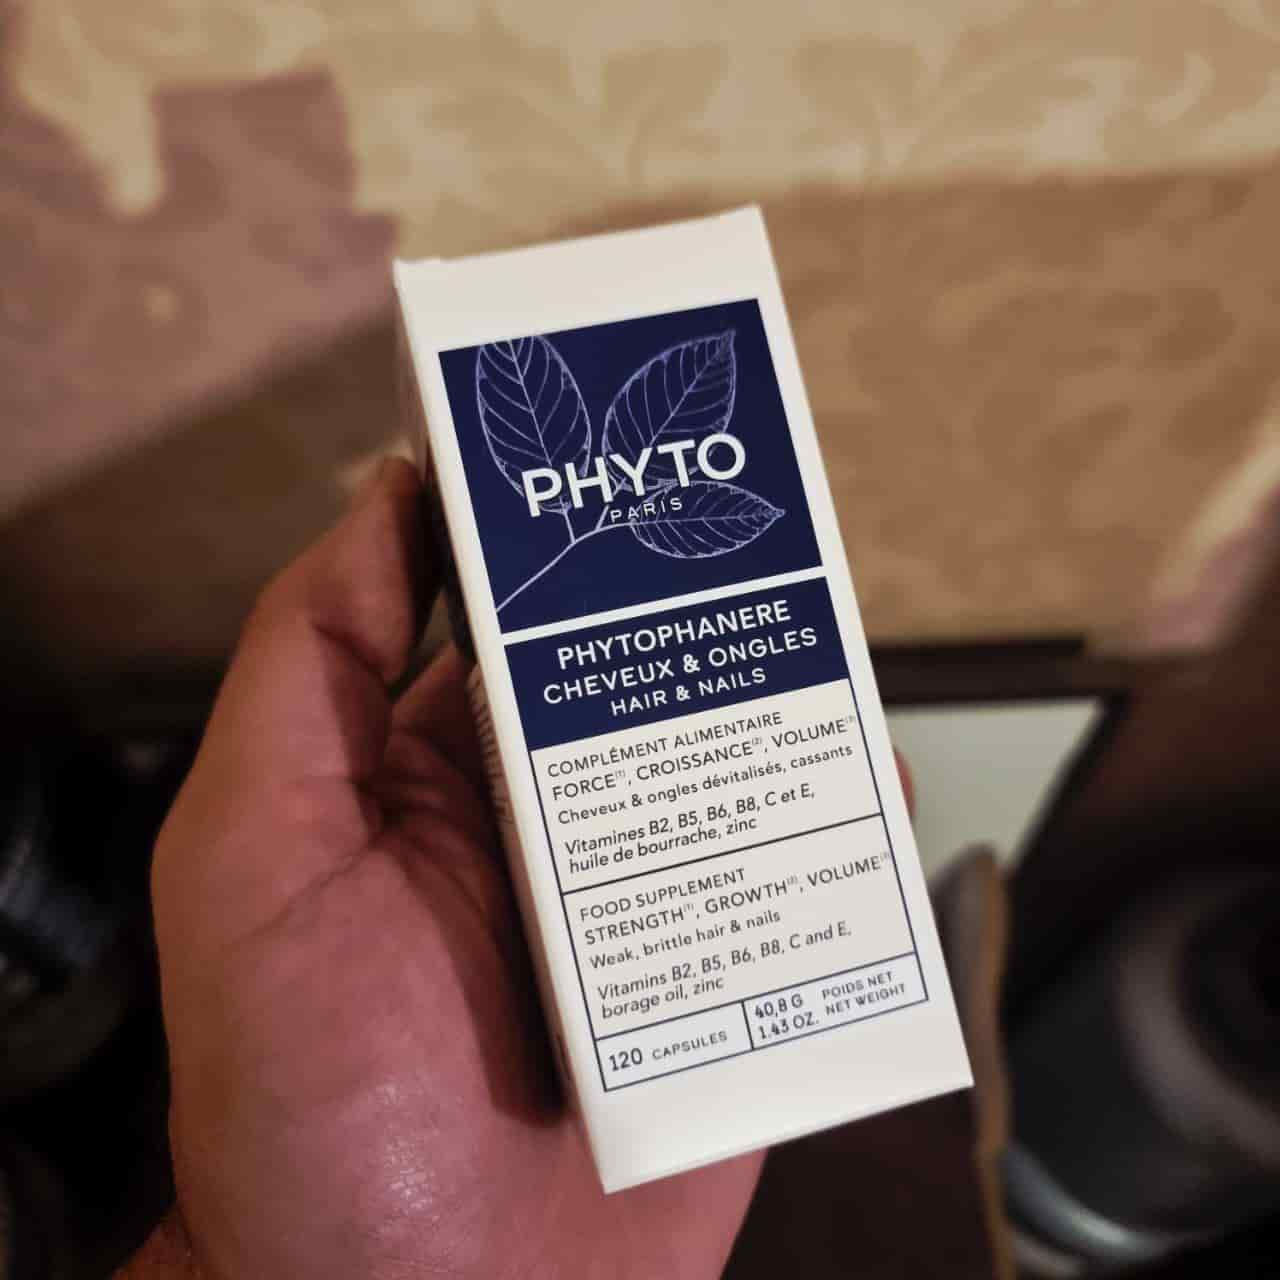 PHYTO
PARIS
PHYTOPHANERE
CHEVEUX & ONGLES
HAIR & NAILS
COMPLÉMENT ALIMENTAIRE
FORCE⁽¹⁾, CROISSANCE⁽²⁾, VOLUME⁽³⁾
Cheveux & ongles dévitalisés, cassants
Vitamines B2, B5, B6, B8, C et E,
huile de bourrache, zinc
FOOD SUPPLEMENT
STRENGTH⁽¹⁾, GROWTH⁽²⁾, VOLUME⁽³⁾
Weak, brittle hair & nails
Vitamins B2, B5, B6, B8, C and E,
borage oil, zinc
120 CAPSULES
40,8 G POIDS NET
1.43 OZ. NET WEIGHT